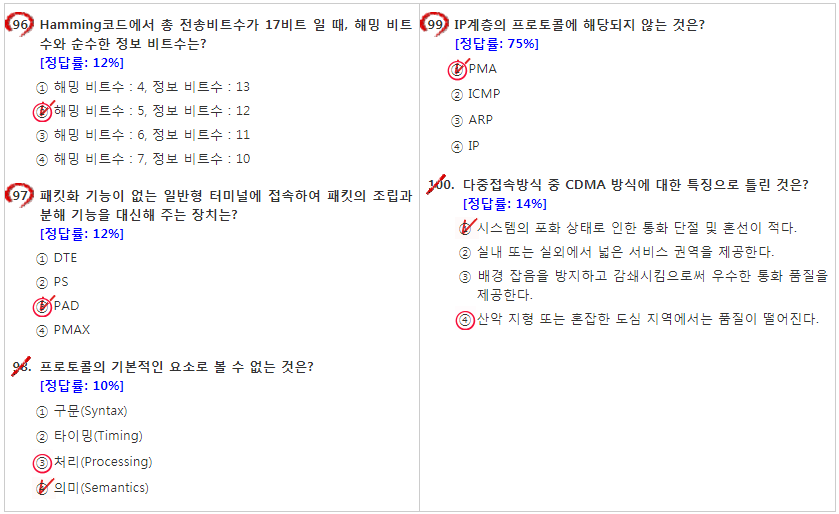 96. Hamming코드에서 총 전송비트수가 17비트 일 때, 해밍 비트
수와 순수한 정보 비트수는?
[정답률: 12%]
① 해밍 비트수 : 4, 정보 비트수 : 13
② 해밍 비트수 : 5, 정보 비트수 : 12
③ 해밍 비트수 : 6, 정보 비트수 : 11
④ 해밍 비트수 : 7, 정보 비트수 : 10
97. 패킷화 기능이 없는 일반형 터미널에 접속하여 패킷의 조립과
분해 기능을 대신해 주는 장치는?
[정답률: 12%]
① DTE
② PS
③ PAD
④ PMAX
98. 프로토콜의 기본적인 요소로 볼 수 없는 것은?
[정답률: 10%]
① 구문(Syntax)
② 타이밍(Timing)
③ 처리(Processing)
④ 의미(Semantics)
99. IP계층의 프로토콜에 해당되지 않는 것은?
[정답률: 75%]
① PMA
② ICMP
③ ARP
④ IP
100. 다중접속방식 중 CDMA 방식에 대한 특징으로 틀린 것은?
[정답률: 14%]
① 시스템의 포화 상태로 인한 통화 단절 및 혼선이 적다.
② 실내 또는 실외에서 넓은 서비스 권역을 제공한다.
③ 배경 잡음을 방지하고 감쇄시킴으로써 우수한 통화 품질을
제공한다.
④ 산악 지형 또는 혼잡한 도심 지역에서는 품질이 떨어진다.